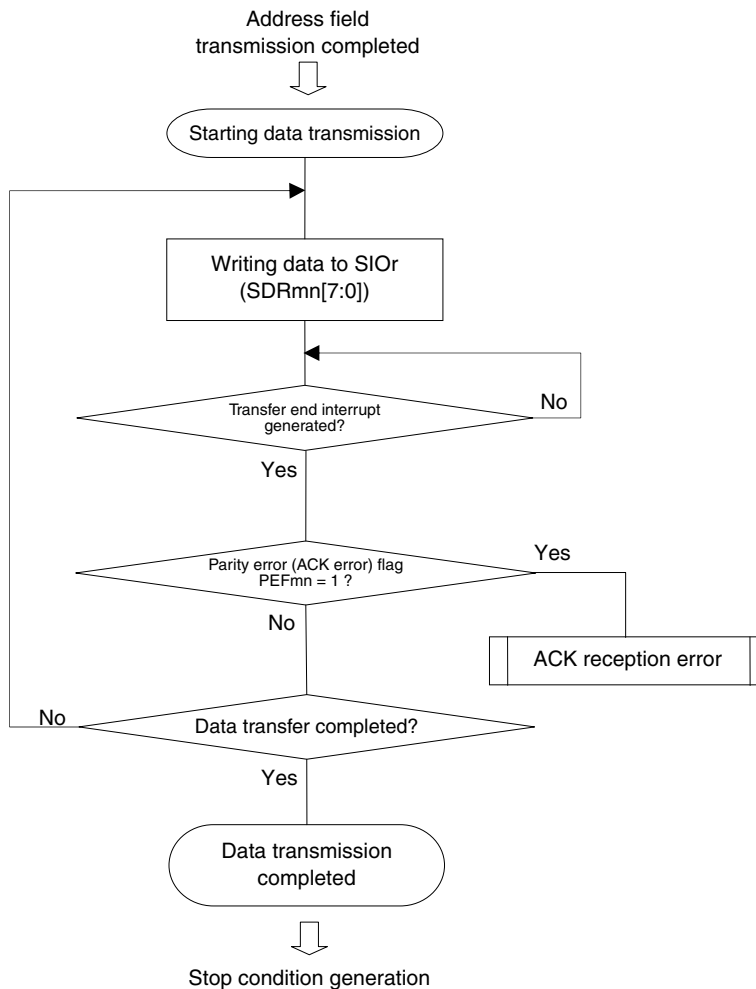 Address field
transmission completed
Starting data transmission
Writing data to SIOr
(SDRmn[7:0])
Transfer end interrupt
generated?
No
Yes
Parity error (ACK error) flag
PEFmn = 1 ?
Yes
No
ACK reception error
Data transfer completed?
No
Yes
Data transmission
completed
Stop condition generation